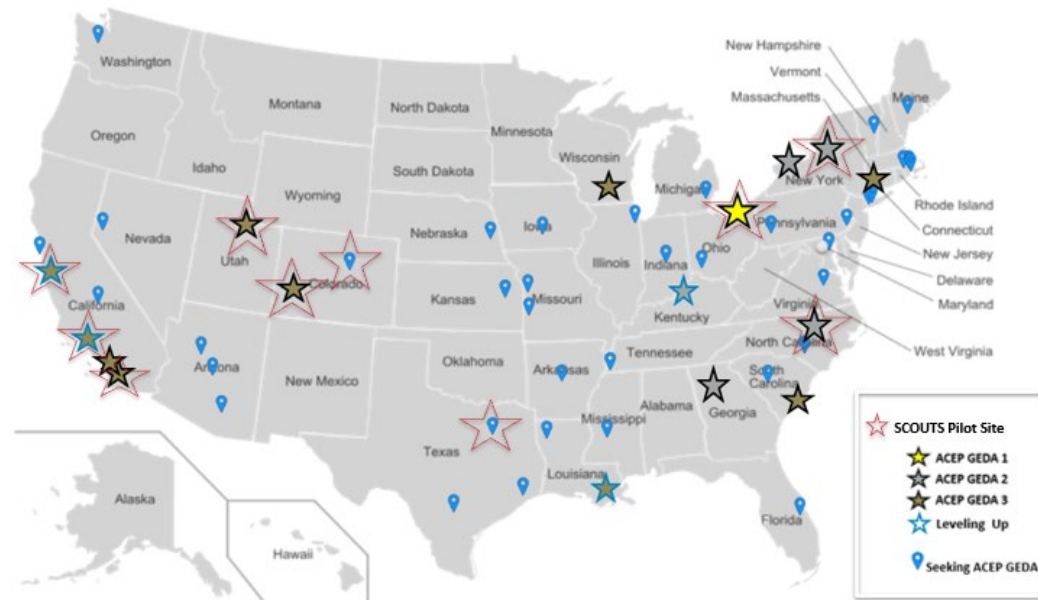 New Hampshire
Vermont
Massachusetts
Washington
Montana
North Dakota
Minnesota
Maine
Oregon
Idaho
Wisconsin
South Dakota
Wyoming
Michigan
New York
Rhode Island
Connecticut
Nebraska
Iowa
Pennsylvania
Nevada
Utah
Ohio
New Jersey
Illinois
Indiana
Delaware
Colorado
Kansas
Missouri
Maryland
California
Virginia
Kentucky
North Carolina
West Virginia
Tennessee
Oklahoma
Arkansas
Arizona
New Mexico
South
Carolina
Mississippi
Alabama
Georgia
Texas
Louisiana
Alaska
Hawaii
Florida
SCOUTS Pilot Site
ACEP GEDA 1
ACEP GEDA 2
ACEP GEDA 3
Leveling Up
Seeking ACEP GEDA